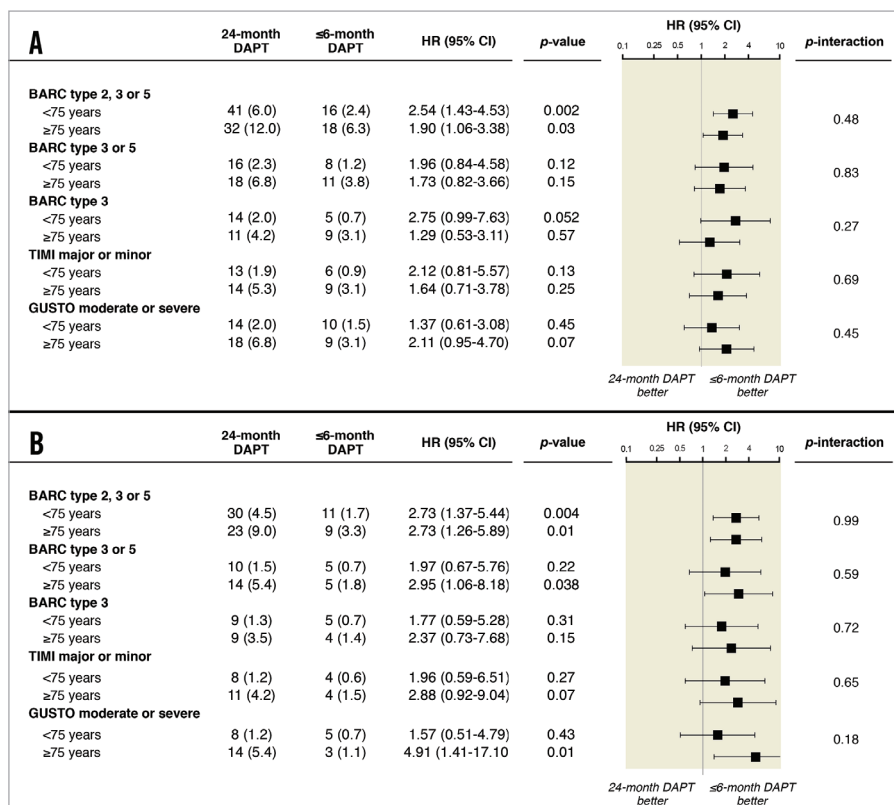 A
24-month DAPT ≤6-month DAPT HR (95% CI) p-value HR (95% CI) p-interaction
0.1 0.25 0.5 1 2 4 10
BARC type 2, 3 or 5
<75 years 41 (6.0) 16 (2.4) 2.54 (1.43-4.53) 0.002
0.48
≥75 years 32 (12.0) 18 (6.3) 1.90 (1.06-3.38) 0.03
BARC type 3 or 5
<75 years 16 (2.3) 8 (1.2) 1.96 (0.84-4.58) 0.12
0.83
≥75 years 18 (6.8) 11 (3.8) 1.73 (0.82-3.66) 0.15
BARC type 3
<75 years 14 (2.0) 5 (0.7) 2.75 (0.99-7.63) 0.052
0.27
≥75 years 11 (4.2) 9 (3.1) 1.29 (0.53-3.11) 0.57
TIMI major or minor
<75 years 13 (1.9) 6 (0.9) 2.12 (0.81-5.57) 0.13
0.69
≥75 years 14 (5.3) 9 (3.1) 1.64 (0.71-3.78) 0.25
GUSTO moderate or severe
<75 years 14 (2.0) 10 (1.5) 1.37 (0.61-3.08) 0.45
0.45
≥75 years 18 (6.8) 9 (3.1) 2.11 (0.95-4.70) 0.07
24-month DAPT better ≤6-month DAPT better
B
24-month DAPT ≤6-month DAPT HR (95% CI) p-value HR (95% CI) p-interaction
0.1 0.25 0.5 1 2 4 10
BARC type 2, 3 or 5
<75 years 30 (4.5) 11 (1.7) 2.73 (1.37-5.44) 0.004
0.99
≥75 years 23 (9.0) 9 (3.3) 2.73 (1.26-5.89) 0.01
BARC type 3 or 5
<75 years 10 (1.5) 5 (0.7) 1.97 (0.67-5.76) 0.22
0.59
≥75 years 14 (5.4) 5 (1.8) 2.95 (1.06-8.18) 0.038
BARC type 3
<75 years 9 (1.3) 5 (0.7) 1.77 (0.59-5.28) 0.31
0.72
≥75 years 9 (3.5) 4 (1.4) 2.37 (0.73-7.68) 0.15
TIMI major or minor
<75 years 8 (1.2) 4 (0.6) 1.96 (0.59-6.51) 0.27
0.65
≥75 years 11 (4.2) 4 (1.5) 2.88 (0.92-9.04) 0.07
GUSTO moderate or severe
<75 years 8 (1.2) 5 (0.7) 1.57 (0.51-4.79) 0.43
0.18
≥75 years 14 (5.4) 3 (1.1) 4.91 (1.41-17.10 0.01
24-month DAPT better ≤6-month DAPT better